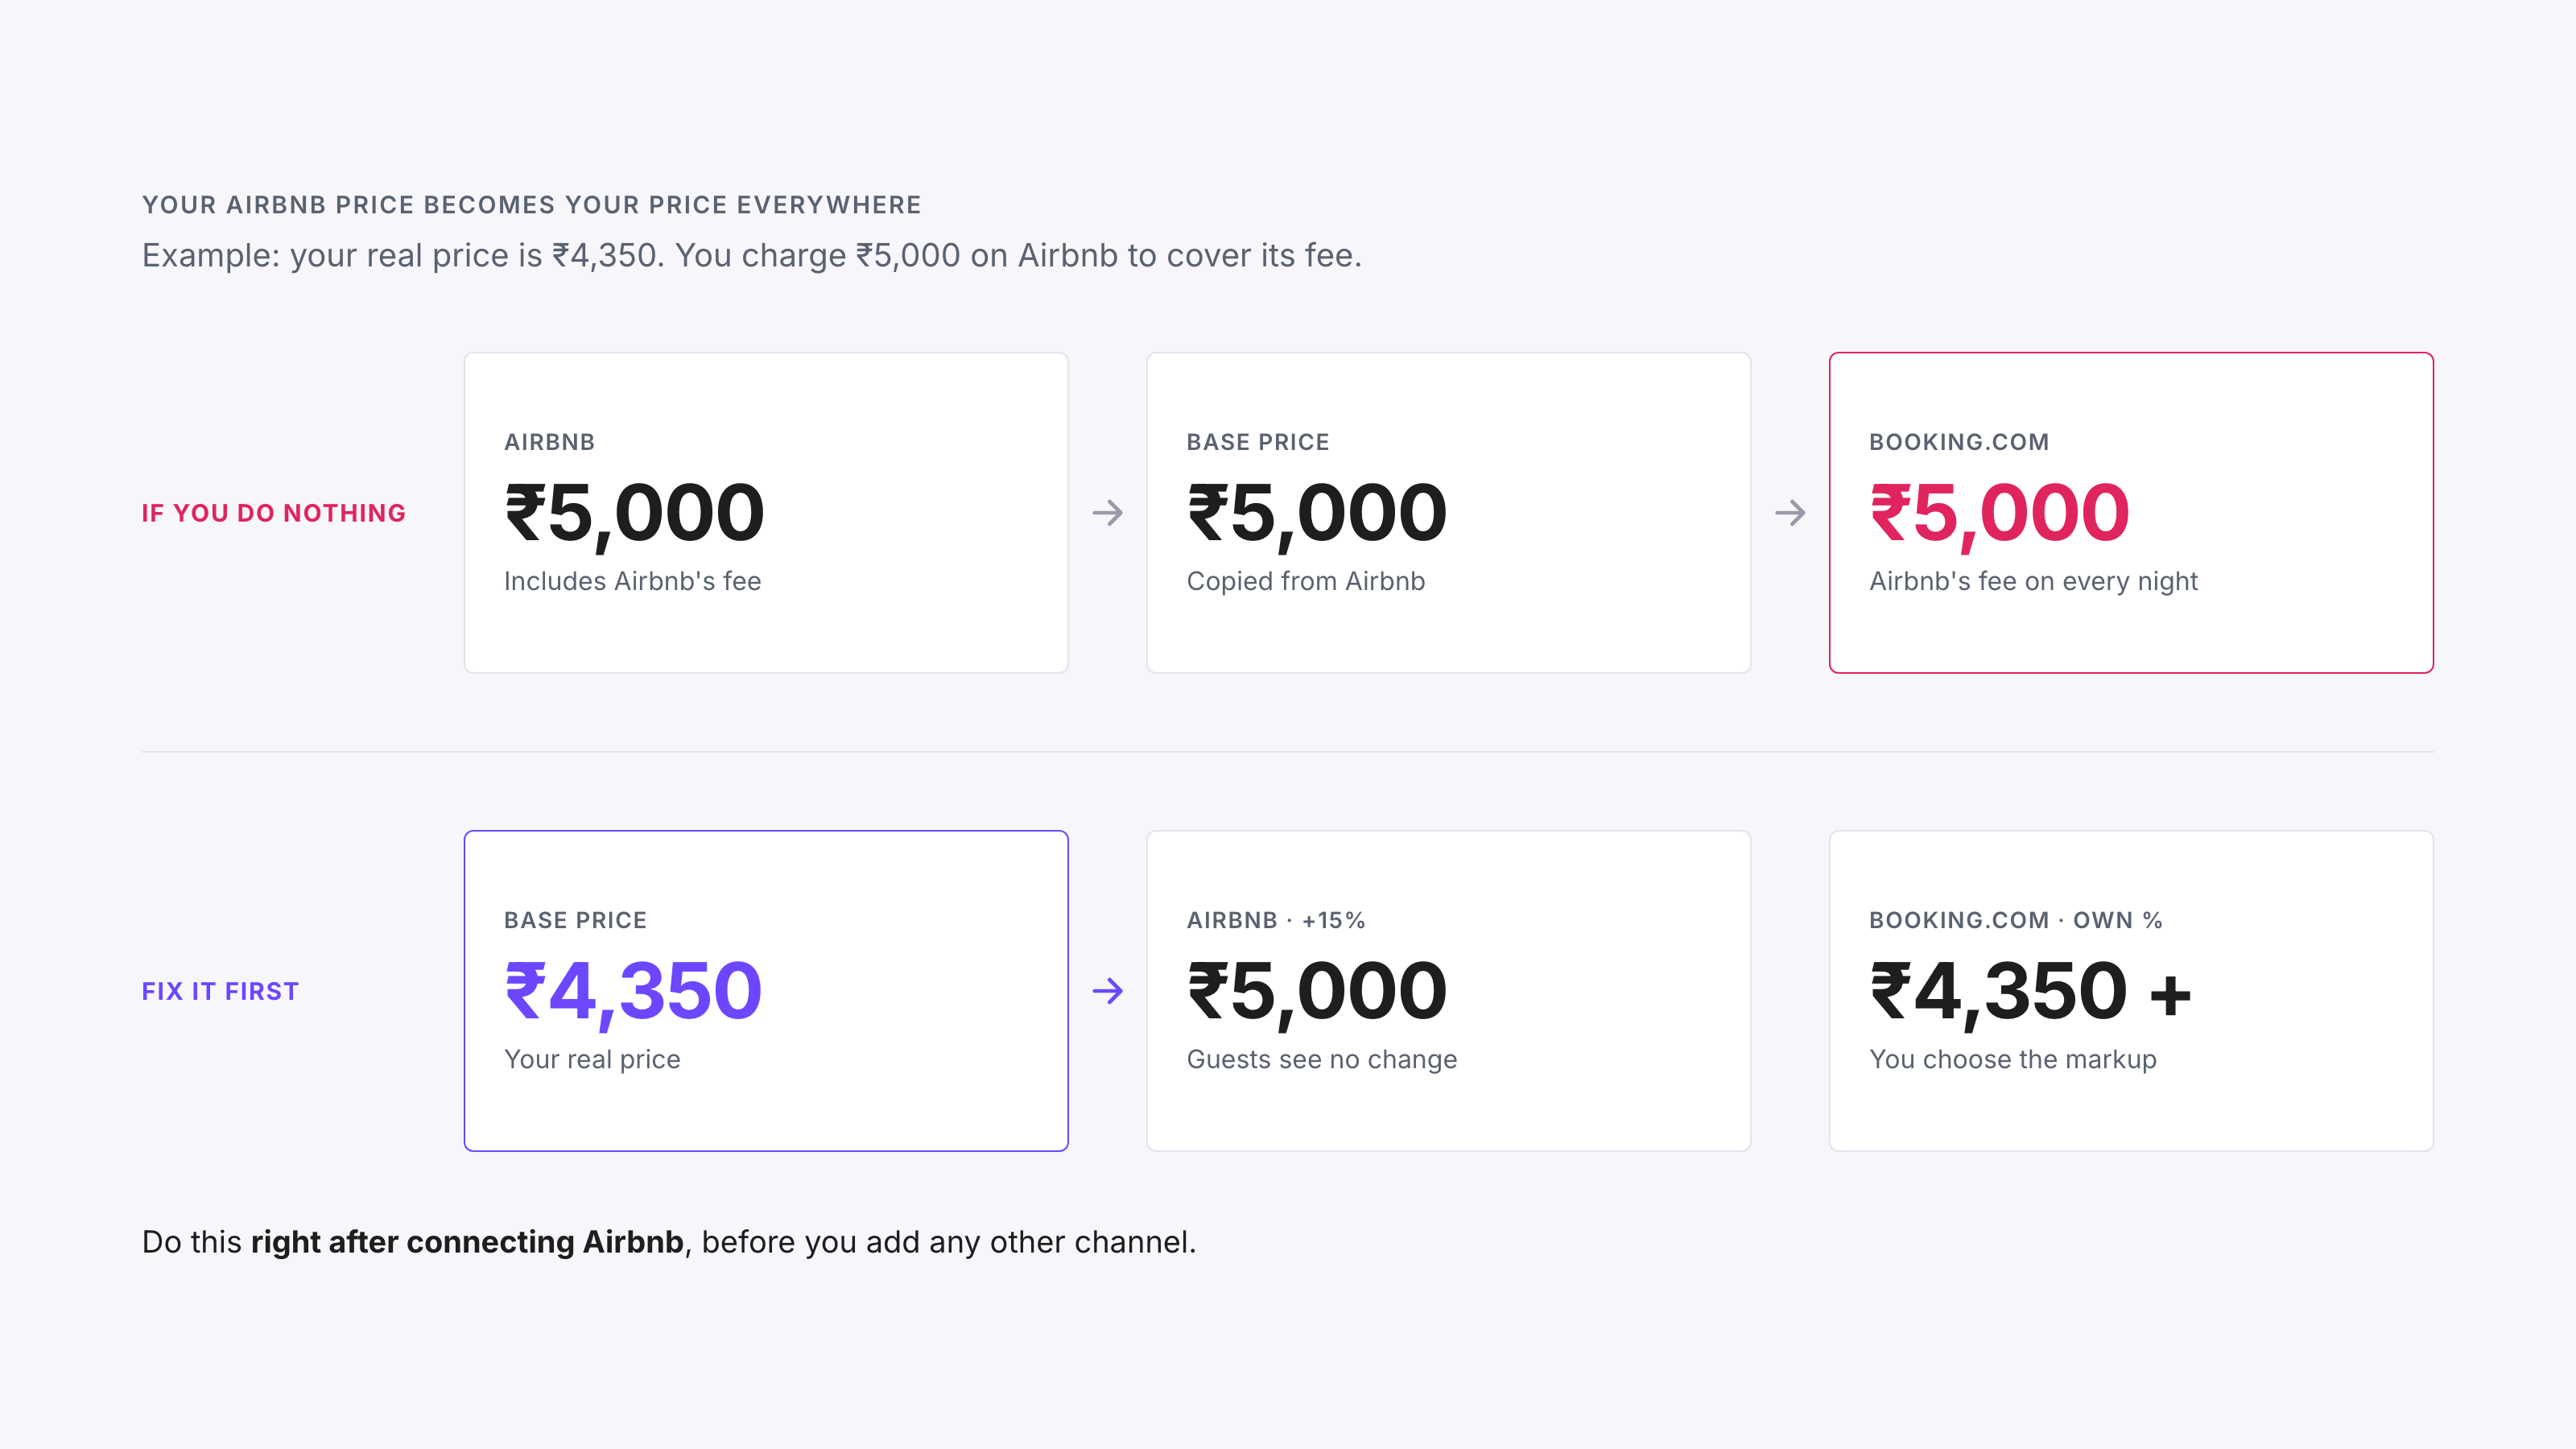 YOUR AIRBNB PRICE BECOMES YOUR PRICE EVERYWHERE
Example: your real price is ₹4,350. You charge ₹5,000 on Airbnb to cover its fee.
IF YOU DO NOTHING
AIRBNB
₹5,000
Includes Airbnb's fee
→
BASE PRICE
₹5,000
Copied from Airbnb
→
BOOKING.COM
₹5,000
Airbnb's fee on every night
FIX IT FIRST
BASE PRICE
₹4,350
Your real price
→
AIRBNB · +15%
₹5,000
Guests see no change
BOOKING.COM · OWN %
₹4,350 +
You choose the markup
Do this right after connecting Airbnb, before you add any other channel.